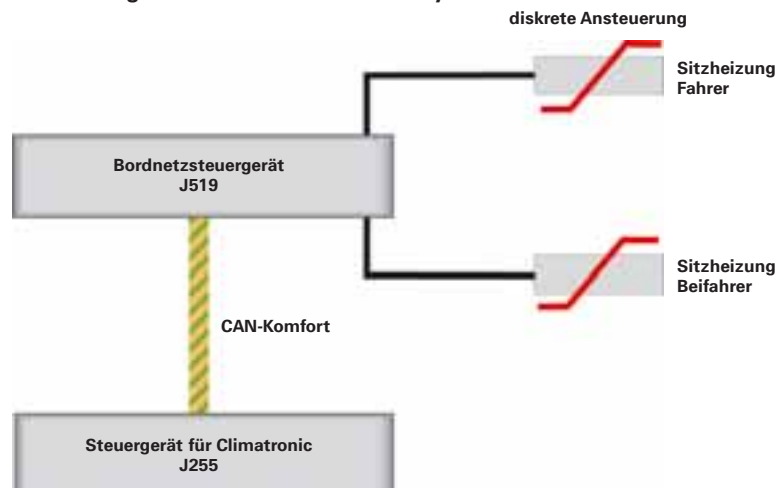 diskrete Ansteuerung
Sitzheizung
Fahrer
Bordnetzsteuergerät
J519
Sitzheizung
Beifahrer
CAN-Komfort
Steuergerät für Climatronic
J255